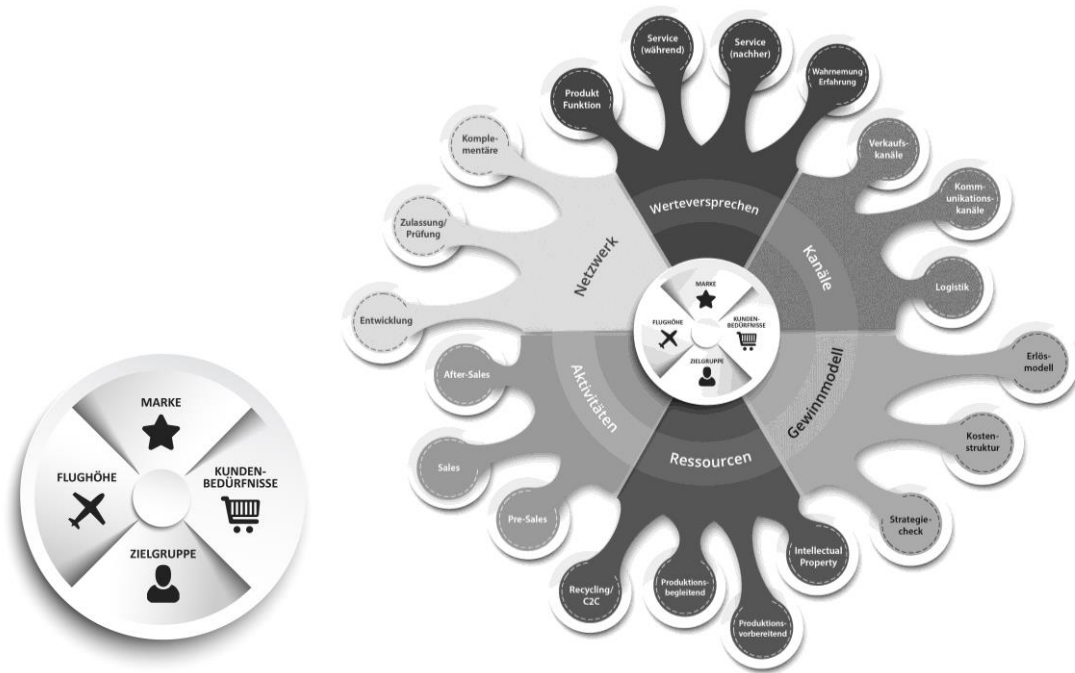 MARKE
FLUGHÖHE
KUNDEN-
BEDÜRFNISSE
ZIELGRUPPE
Service
(während)
Service
(nachher)
Produkt
Funktion
Wahrnemung
Erfahrung
Werteversprechen
Verkaufs-
kanäle
Komm-
unikations-
kanäle
Logistik
Kanäle
Erlös-
modell
Kosten-
struktur
Strategie-
check
Gewinnmodell
Intellectual
Property
Produktions-
vorbereitend
Produktions-
begleitend
Recycling/
C2C
Ressourcen
Pre-Sales
Sales
After-Sales
Aktivitäten
Entwicklung
Zulassung/
Prüfung
Komple-
mentäre
Netzwerk
MARKE
FLUGHÖHE
KUNDEN-
BEDÜRFNISSE
ZIELGRUPPE